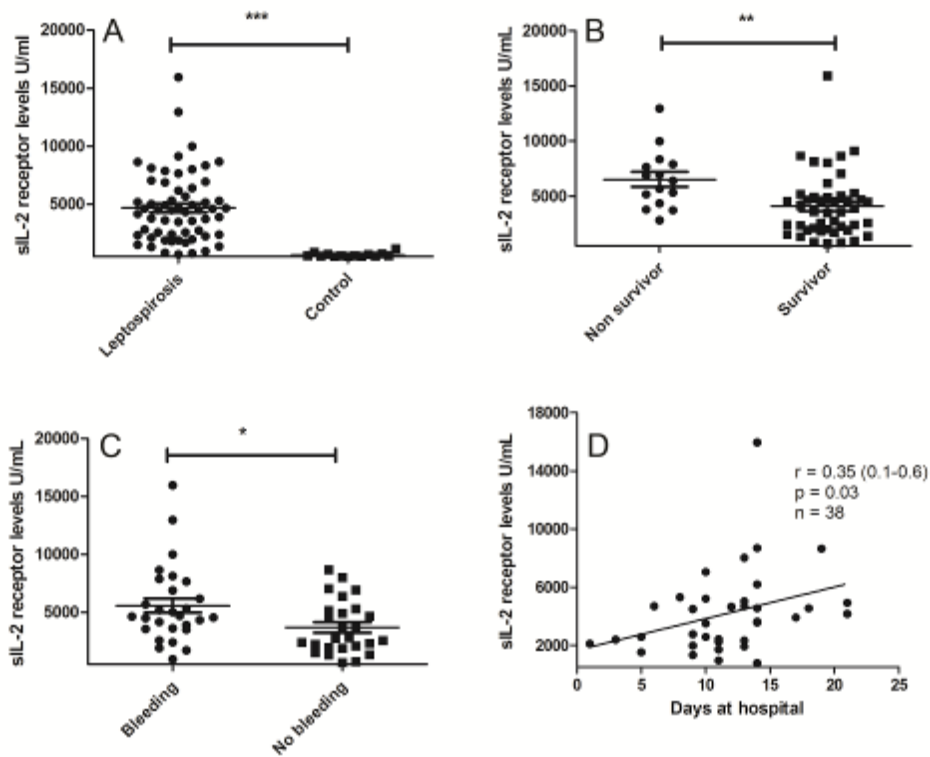 A
***
sIL-2 receptor levels U/ml
20000
15000
10000
5000
Leptospirosis
Control
B
**
sIL-2 receptor levels U/mL
20000
15000
10000
5000
Non survivor
Survivor
C
*
sIL-2 receptor levels U/mL
20000
15000
10000
5000
Bleeding
No bleeding
D
sIL-2 receptor levels U/mL
18000
14000
10000
6000
2000
r = 0.35 (0.1-0.6)
p = 0.03
n = 38
0 5 10 15 20 25
Days at hospital